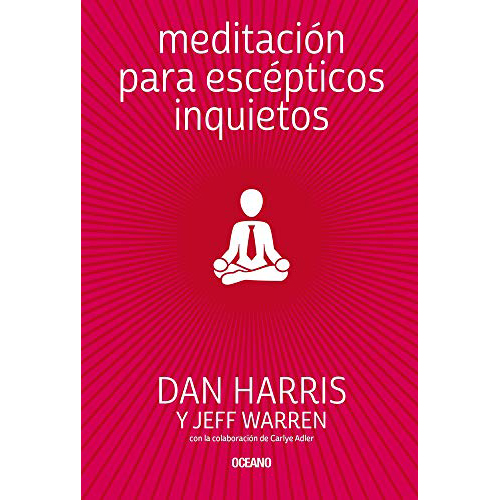 meditación
para escépticos
inquietos
DAN HARRIS
Y JEFF WARREN
con la colaboración de Carlye Adler
OCEANO